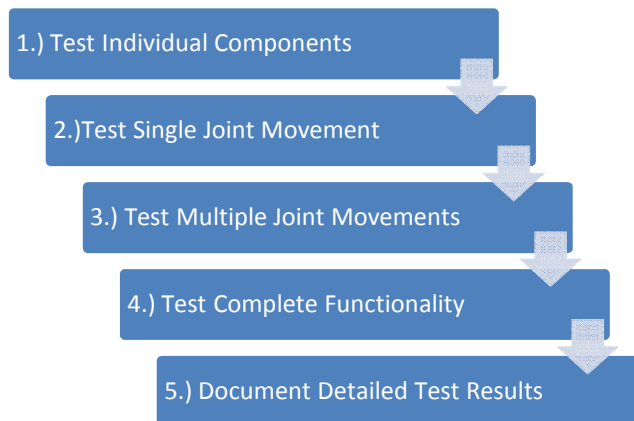 1.) Test Individual Components
2.)Test Single Joint Movement
3.) Test Multiple Joint Movements
4.) Test Complete Functionality
5.) Document Detailed Test Results